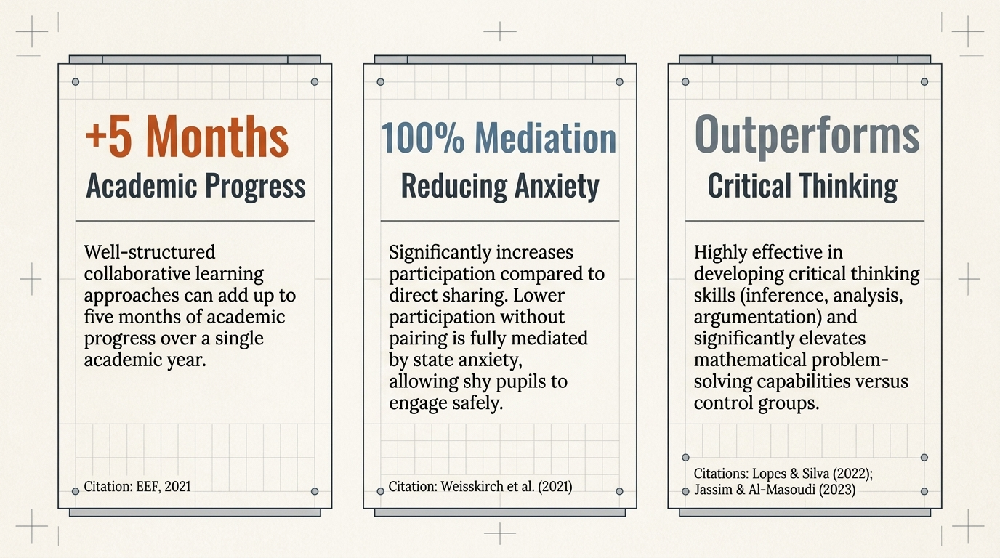 +5 Months
Academic Progress
Well-structured
collaborative learning
approaches can add up to
five months of academic
progress over a single
academic year.
Citation: EEF, 2021
100% Mediation
Reducing Anxiety
Significantly increases
participation compared to
direct sharing. Lower
participation without
pairing is fully mediated
by state anxiety,
allowing shy pupils to
engage safely.
Citation: Weisskirch et al. (2021)
Outperforms
Critical Thinking
Highly effective in
developing critical thinking
skills (inference, analysis,
argumentation) and
significantly elevates
mathematical problem-
solving capabilities versus
control groups.
Citations: Lopes & Silva (2022);
Jassim & Al-Masoudi (2023)